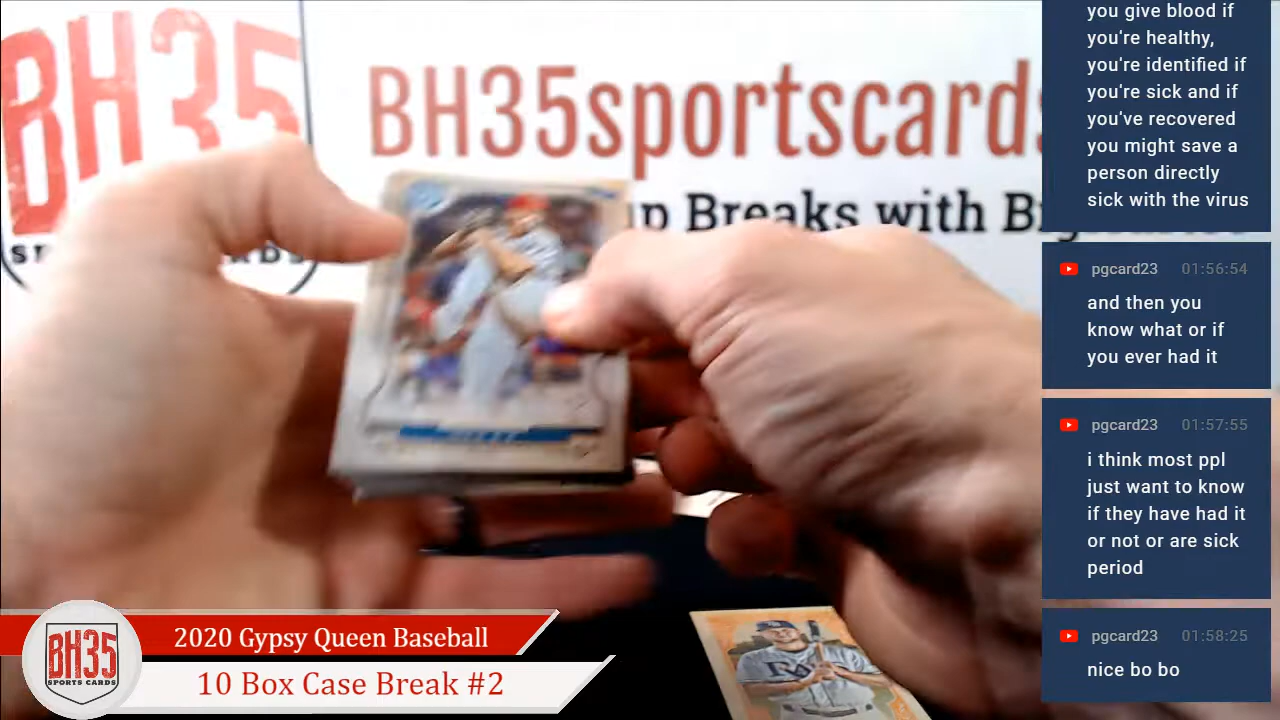 BH35
SPORTS CARDS
BH35sportscards
up Breaks with B
Rays
2020 Gypsy Queen Baseball
10 Box Case Break #2
BH35
SPORTS CARDS
you give blood if
you're healthy,
you're identified if
you're sick and if
you've recovered
you might save a
person directly
sick with the virus
pgcard23 01:56:54
and then you
know what or if
you ever had it
pgcard23 01:57:55
i think most ppl
just want to know
if they have had it
or not or are sick
period
pgcard23 01:58:25
nice bo bo